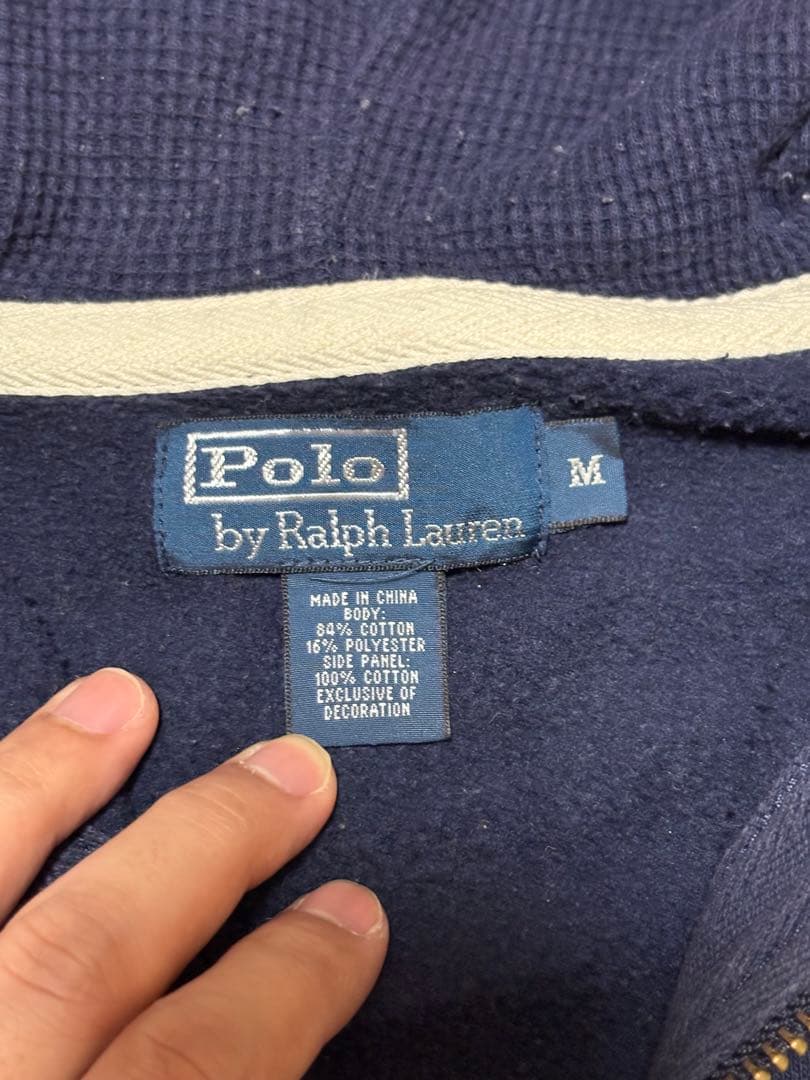 Polo
by Ralph Lauren
M
MADE IN CHINA
BODY:
84% COTTON
16% POLYESTER
SIDE PANEL:
100% COTTON
EXCLUSIVE OF
DECORATION